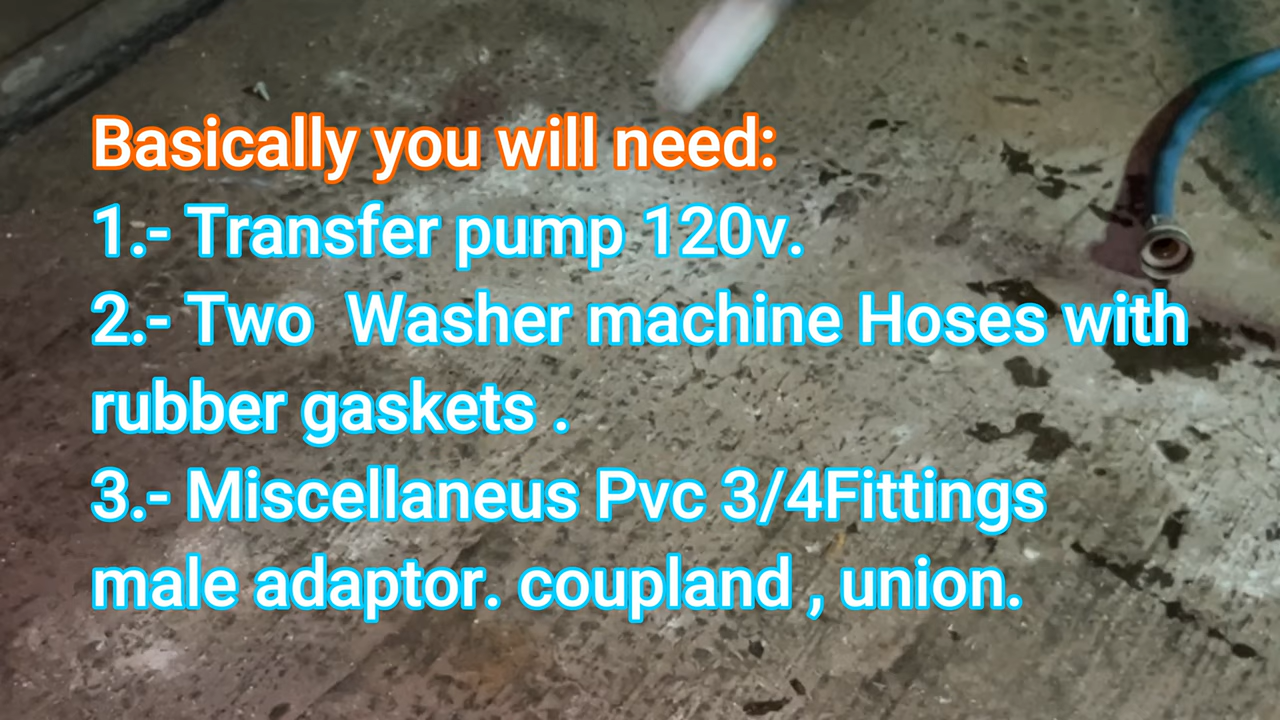 Basically you will need:
1.- Transfer pump 120v.
2.- Two  Washer machine Hoses with
rubber gaskets .
3.- Miscellaneus Pvc 3/4Fittings
male adaptor. coupland , union.